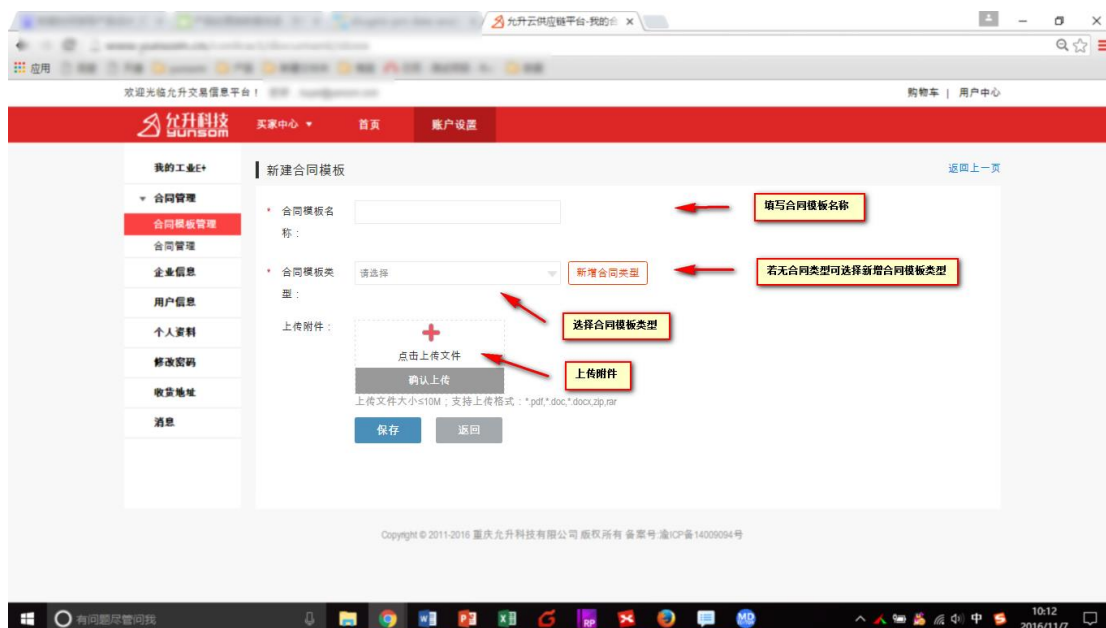 允升云供应链平台-我的合
应用
欢迎光临允升交易信息平台！
购物车 | 用户中心
允升科技
yunsom
买家中心
首页
账户设置
我的工业E+
新建合同模板
返回上一页
合同管理
合同模板管理
合同管理
企业信息
用户信息
个人资料
修改密码
收货地址
消息
* 合同模板名
称：
填写合同模板名称
* 合同模板类
型：
请选择
新增合同类型
若无合同类型可选择新增合同模板类型
选择合同模板类型
上传附件：
点击上传文件
确认上传
上传附件
上传文件大小≤10M；支持上传格式：*.pdf,*.doc,*.docx,zip,rar
保存
返回
Copyright © 2011-2016 重庆允升科技有限公司 版权所有 备案号:渝ICP备14009094号
有问题尽管问我
RP
MD
中
10:12
2016/11/7